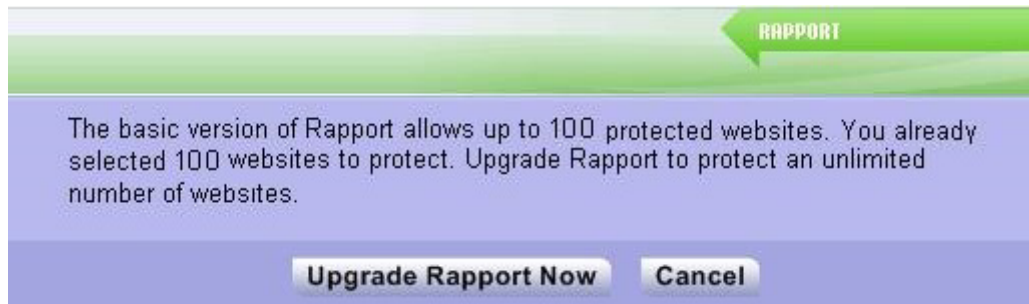 RAPPORT
The basic version of Rapport allows up to 100 protected websites. You already
selected 100 websites to protect. Upgrade Rapport to protect an unlimited
number of websites.
Upgrade Rapport Now Cancel